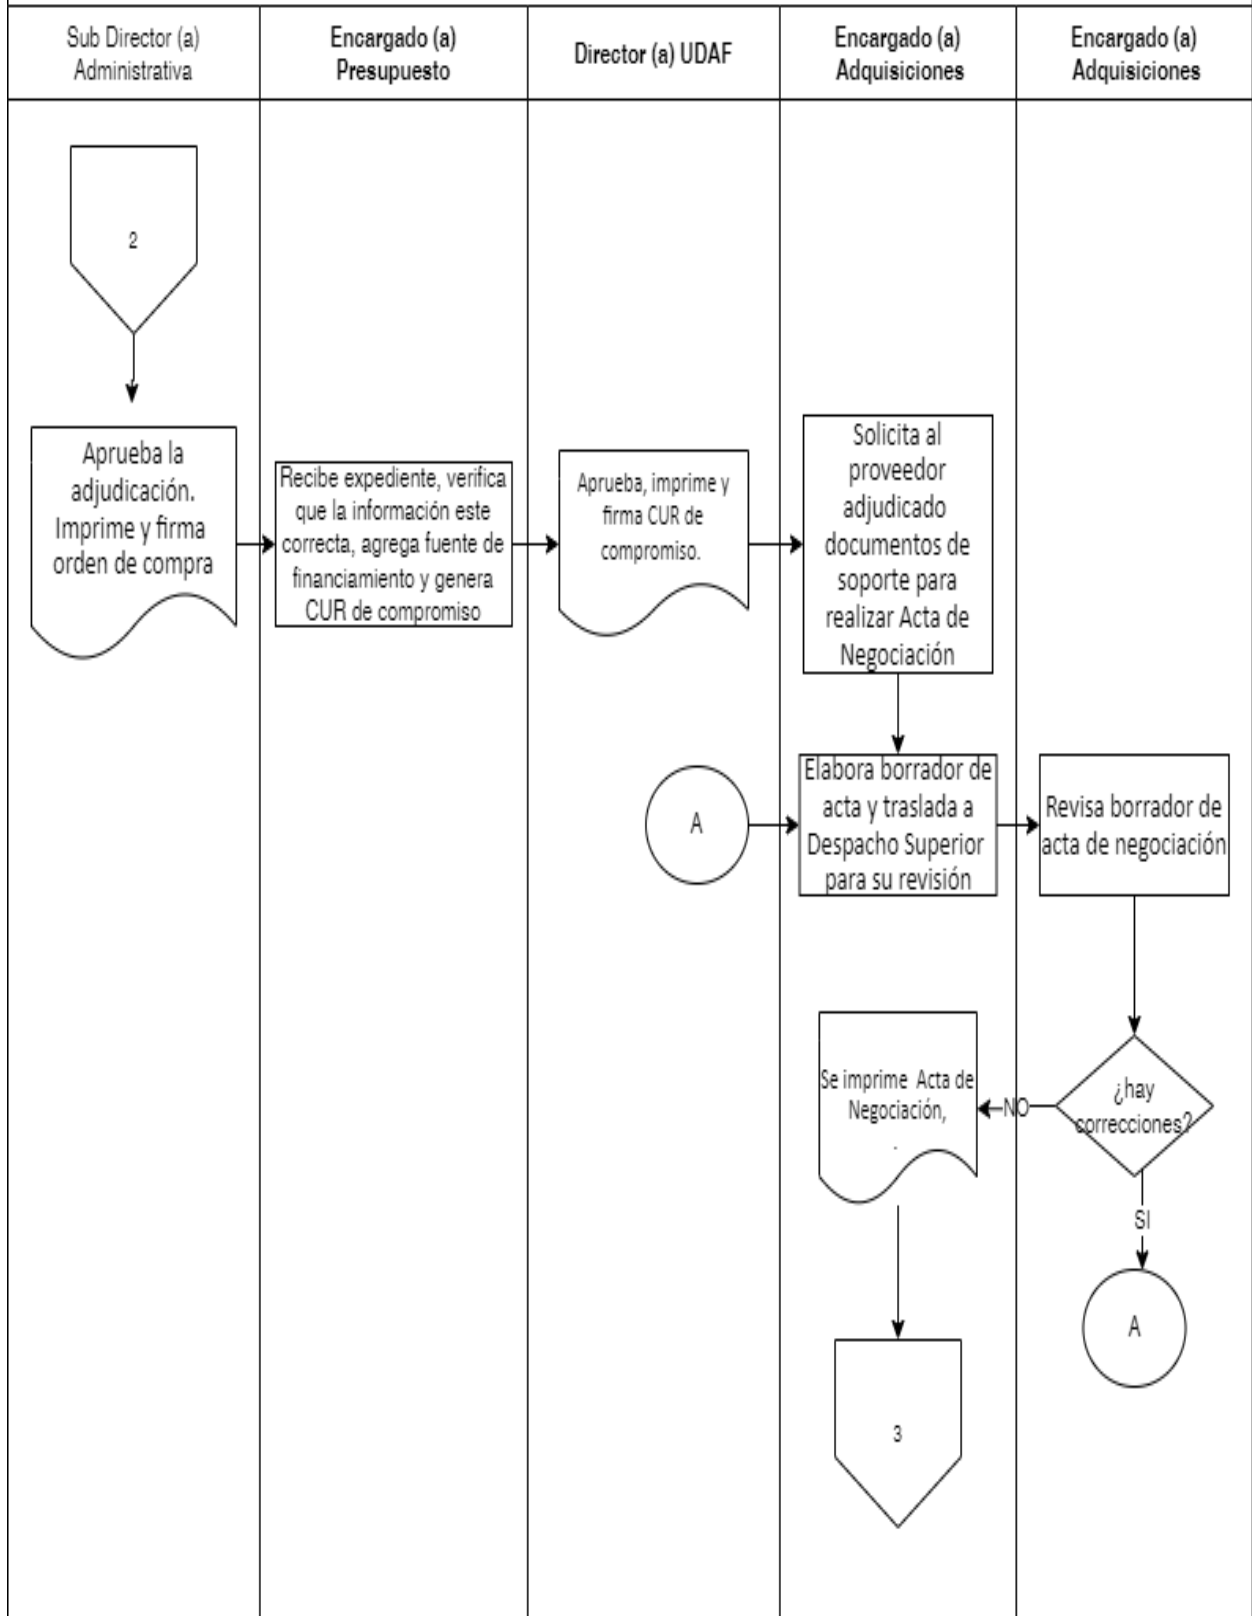 Sub Director (a)
Administrativa
Encargado (a)
Presupuesto
Director (a) UDAF
Encargado (a)
Adquisiciones
Encargado (a)
Adquisiciones
2
Aprueba la
adjudicación.
Imprime y firma
orden de compra
Recibe expediente, verifica
que la información este
correcta, agrega fuente de
financiamiento y genera
CUR de compromiso
Aprueba, imprime y
firma CUR de
compromiso.
Solicita al
proveedor
adjudicado
documentos de
soporte para
realizar Acta de
Negociación
A
Elabora borrador de
acta y traslada a
Despacho Superior
para su revisión
Revisa borrador de
acta de negociación
Se imprime Acta de
Negociación,
.
NO
¿hay
correcciones?
SI
A
3